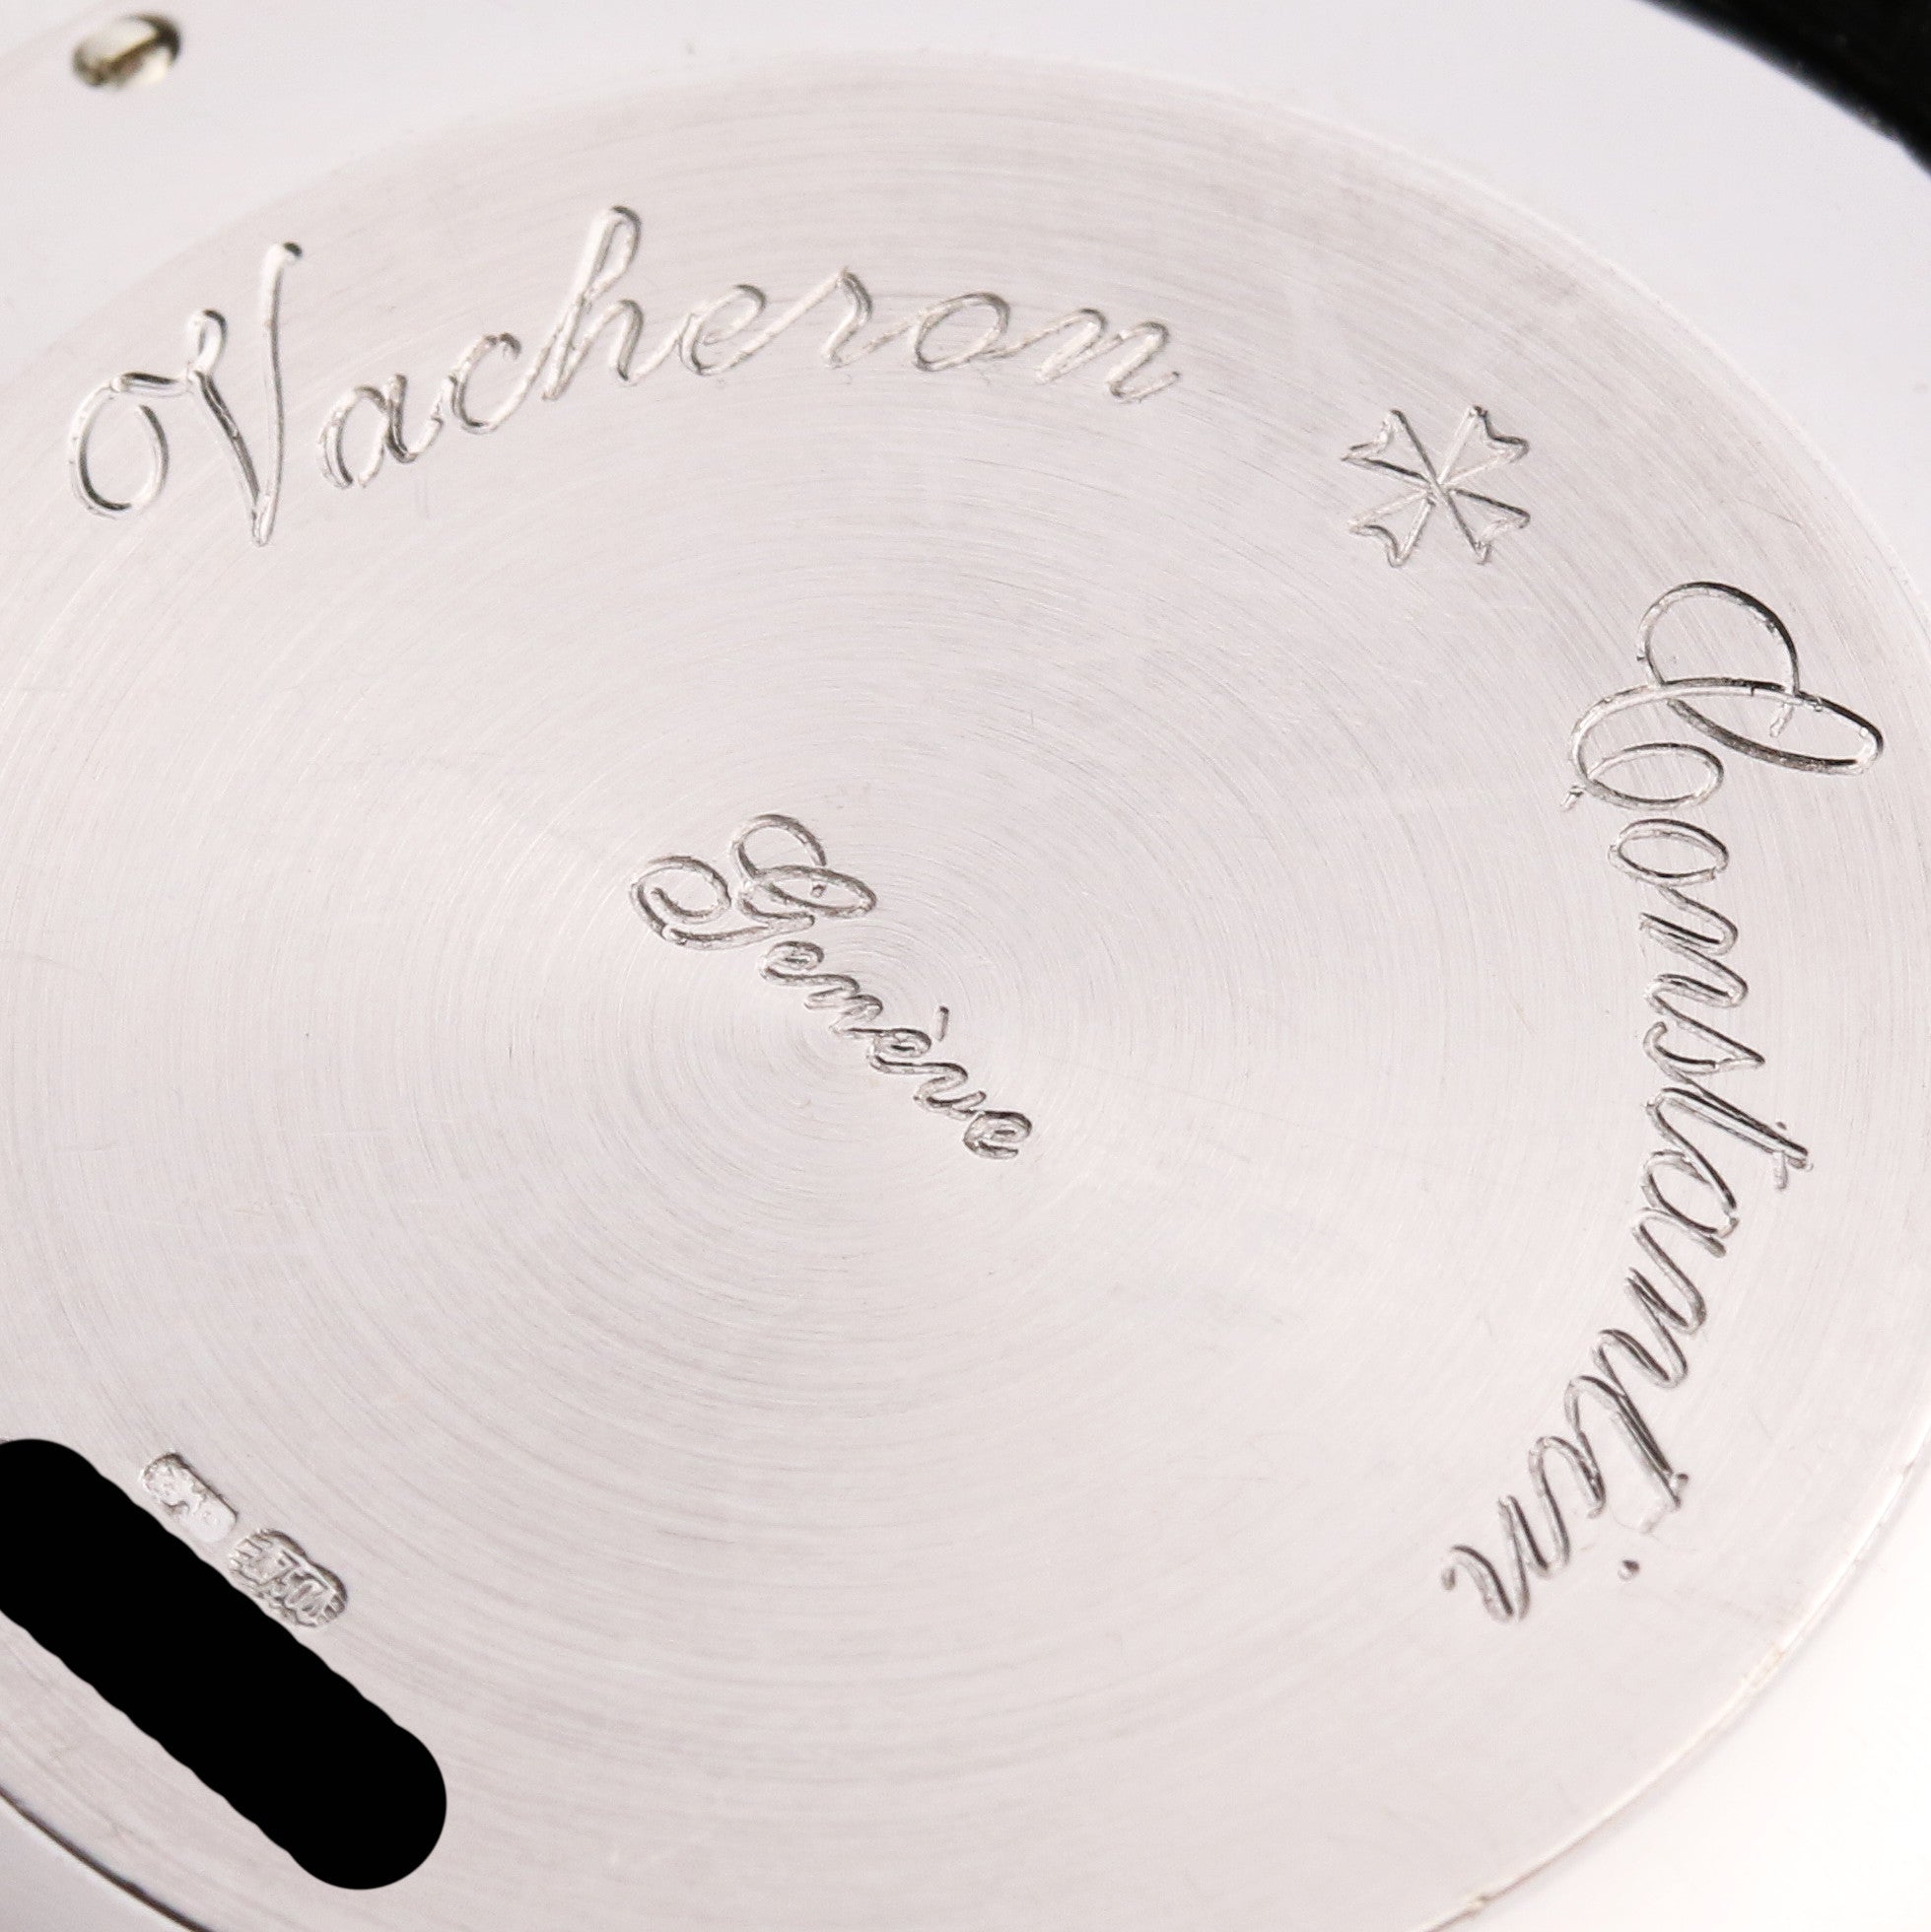 Vacheron
Constantin
Genève
750